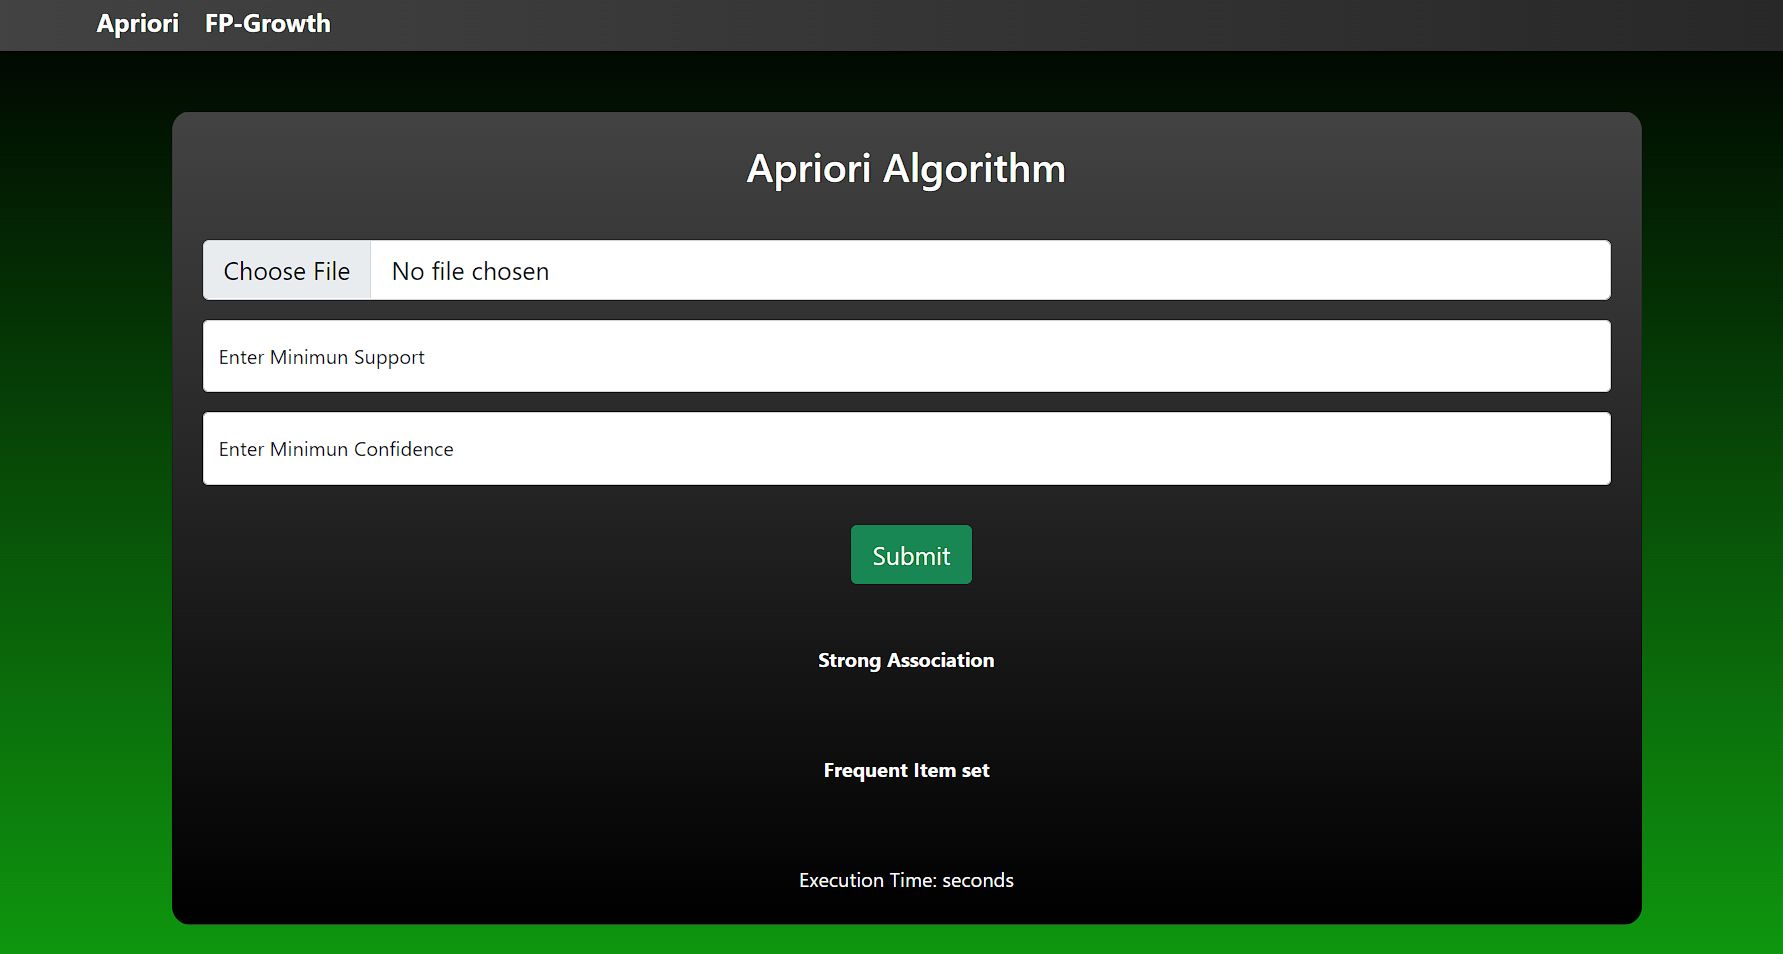 Apriori FP-Growth
Apriori Algorithm
Choose File No file chosen
Enter Minimun Support
Enter Minimun Confidence
Submit
Strong Association
Frequent Item set
Execution Time: seconds